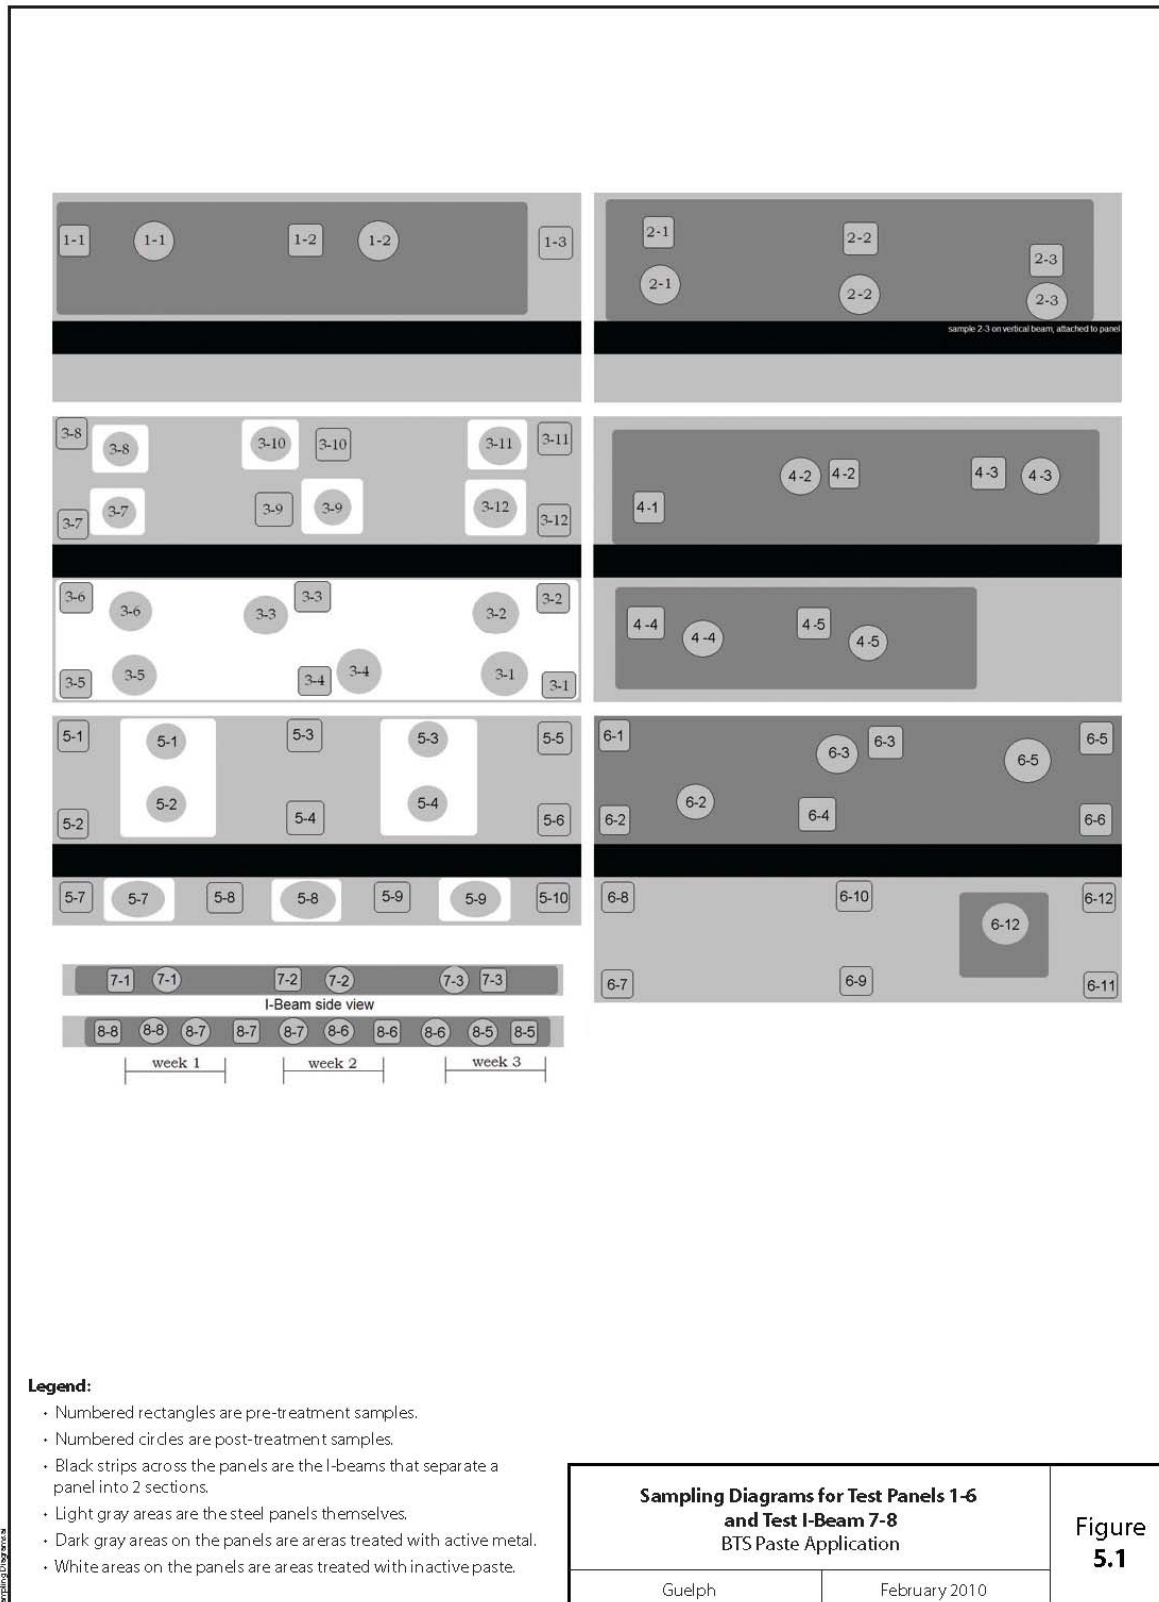 1-1 1-1 1-2 1-2 1-3
2-1 2-2 2-3
2-1 2-2 2-3
sample 2-3 on vertical beam, attached to panel
3-8 3-8 3-10 3-10 3-11 3-11
3-7 3-7 3-9 3-9 3-12 3-12
3-6 3-6 3-3 3-3 3-2 3-2
3-5 3-5 3-4 3-4 3-1 3-1
4-2 4-2 4-3 4-3
4-1
4-4 4-4 4-5 4-5
5-1 5-1 5-3 5-3 5-5
5-2 5-2 5-4 5-4 5-6
5-7 5-7 5-8 5-8 5-9 5-9 5-10
6-1 6-3 6-3 6-5 6-5
6-2 6-2 6-4 6-6
6-8 6-10 6-12 6-12
6-7 6-9 6-11
7-1 7-1 7-2 7-2 7-3 7-3
I-Beam side view
8-8 8-8 8-7 8-7 8-7 8-6 8-6 8-6 8-5 8-5
week 1 week 2 week 3
Legend:
• Numbered rectangles are pre-treatment samples.
• Numbered circles are post-treatment samples.
• Black strips across the panels are the I-beams that separate a
panel into 2 sections.
• Light gray areas are the steel panels themselves.
• Dark gray areas on the panels are areras treated with active metal.
• White areas on the panels are areas treated with inactive paste.
Sampling Diagrams for Test Panels 1-6
and Test I-Beam 7-8
BTS Paste Application
Guelph
February 2010
Figure
5.1